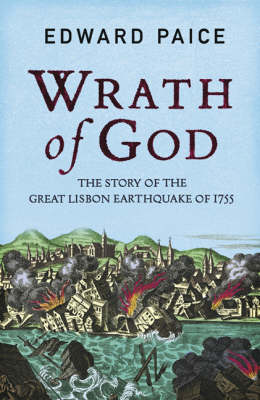 EDWARD PAICE
WRATH
of GOD
THE STORY OF THE
GREAT LISBON EARTHQUAKE OF 1755